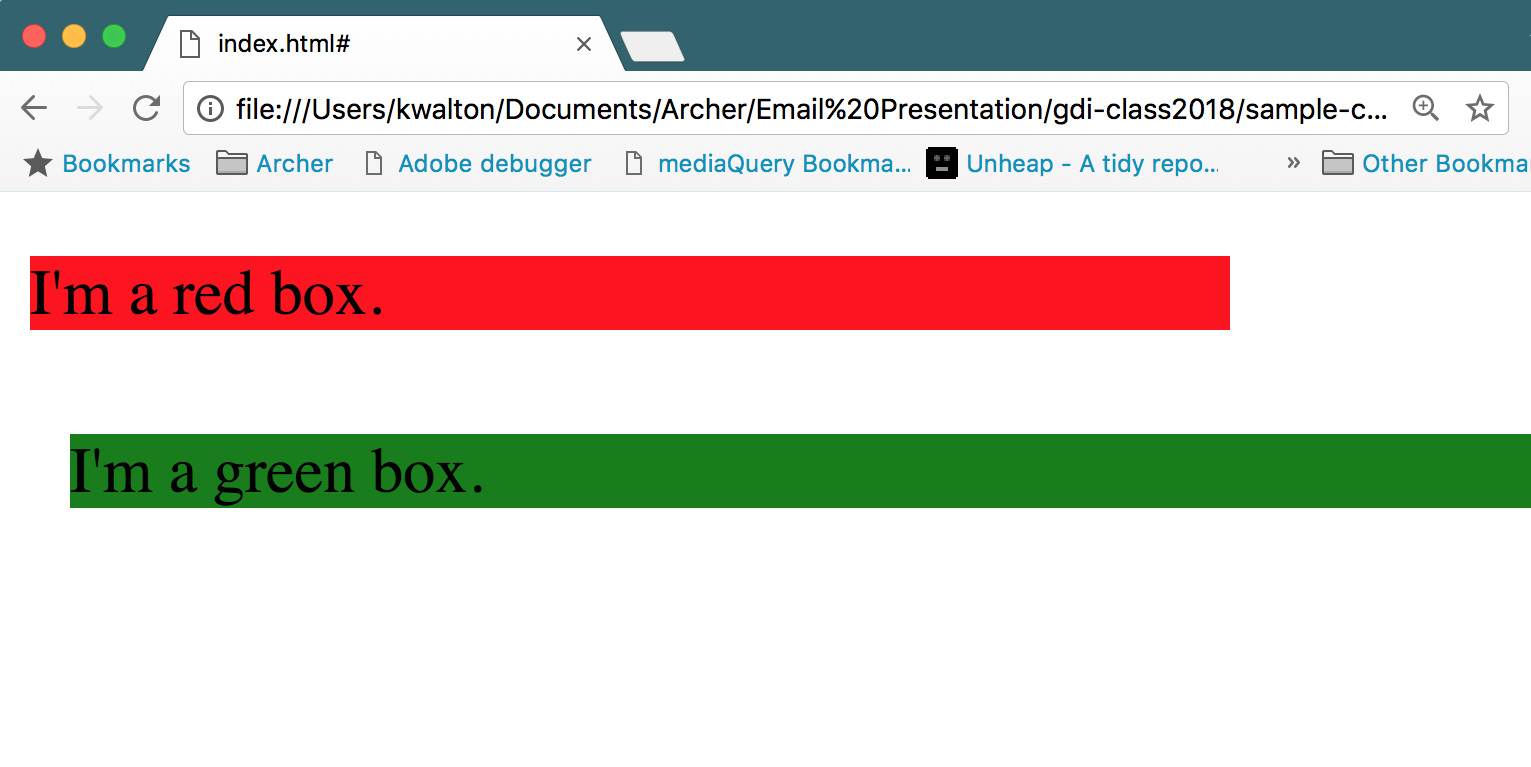 index.html#
file:///Users/kwalton/Documents/Archer/Email%20Presentation/gdi-class2018/sample-c...
Bookmarks Archer Adobe debugger mediaQuery Bookma... Unheap - A tidy repo... » Other Bookma
I'm a red box.
I'm a green box.